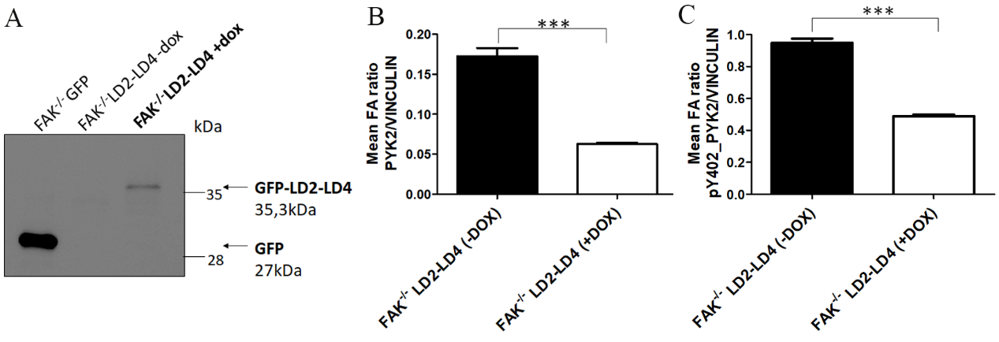 A
FAK-/- GFP
FAK-/-LD2-LD4 -dox
FAK-/-LD2-LD4 +dox
kDa
35
28
GFP-LD2-LD4
35,3kDa
GFP
27kDa
B
***
0.20
0.15
0.10
0.05
0.00
Mean FA ratio
PYK2/VINCULIN
FAK-/- LD2-LD4 (-DOX)
FAK-/- LD2-LD4 (+DOX)
C
***
1.0
0.8
0.6
0.4
0.2
0.0
Mean FA ratio
pY402_PYK2/VINCULIN
FAK-/- LD2-LD4 (-DOX)
FAK-/- LD2-LD4 (+DOX)